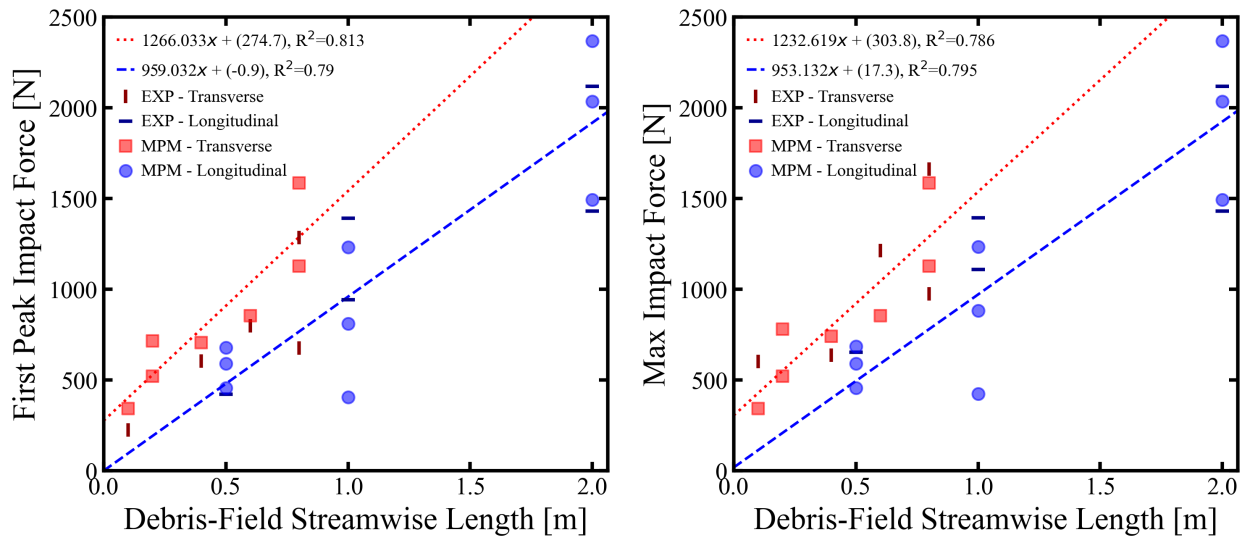 2500
2000
1500
1000
500
0
First Peak Impact Force [N]
1266.033x + (274.7), R²=0.813
959.032x + (-0.9), R²=0.79
EXP - Transverse
EXP - Longitudinal
MPM - Transverse
MPM - Longitudinal
0.0 0.5 1.0 1.5 2.0
Debris-Field Streamwise Length [m]
2500
2000
1500
1000
500
0
Max Impact Force [N]
1232.619x + (303.8), R²=0.786
953.132x + (17.3), R²=0.795
EXP - Transverse
EXP - Longitudinal
MPM - Transverse
MPM - Longitudinal
0.0 0.5 1.0 1.5 2.0
Debris-Field Streamwise Length [m]